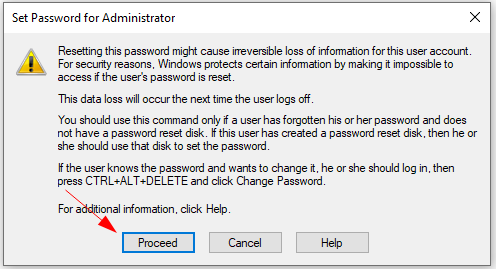 Set Password for Administrator
Resetting this password might cause irreversible loss of information for this user account.
For security reasons, Windows protects certain information by making it impossible to
access if the user's password is reset.
This data loss will occur the next time the user logs off.
You should use this command only if a user has forgotten his or her password and does
not have a password reset disk. If this user has created a password reset disk, then he or
she should use that disk to set the password.
If the user knows the password and wants to change it, he or she should log in, then
press CTRL+ALT+DELETE and click Change Password.
For additional information, click Help.
Proceed
Cancel
Help